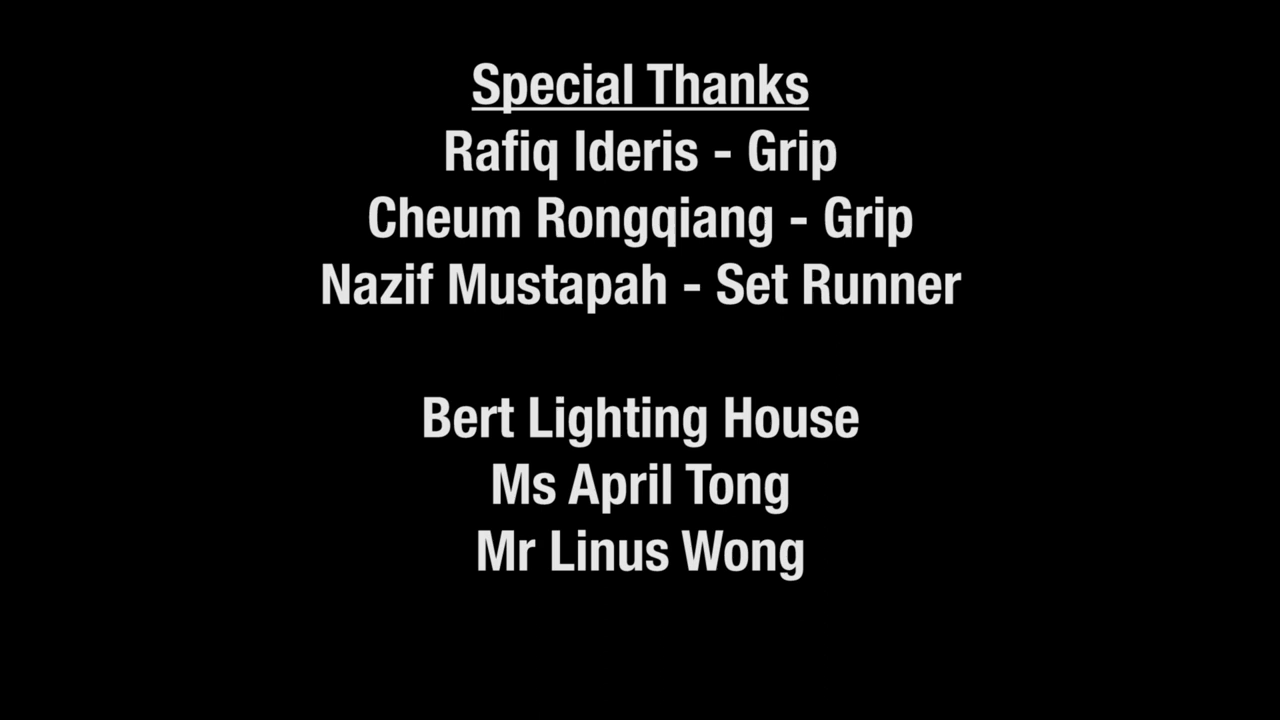 Special Thanks
Rafiq Ideris - Grip
Cheum Rongqiang - Grip
Nazif Mustapah - Set Runner
Bert Lighting House
Ms April Tong
Mr Linus Wong